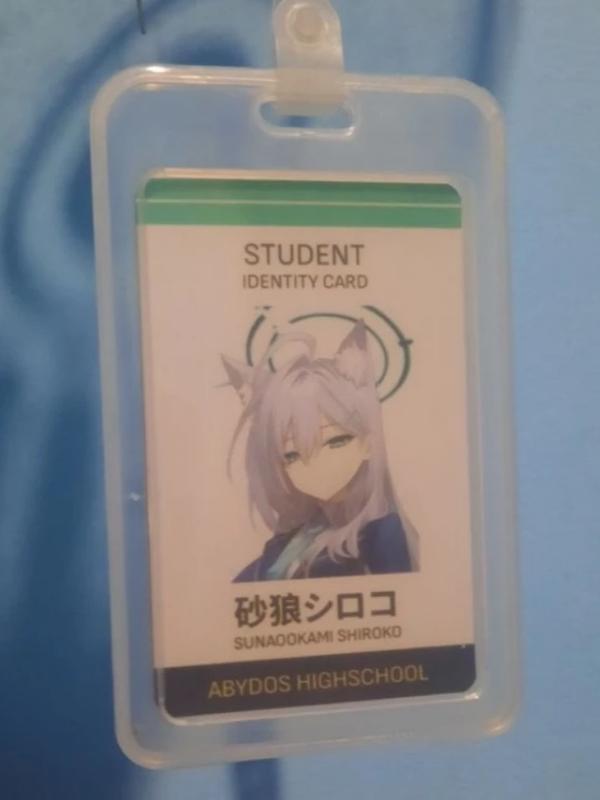 STUDENT
IDENTITY CARD
砂狼シロコ
SUNAOOKAMI SHIROKO
ABYDOS HIGHSCHOOL